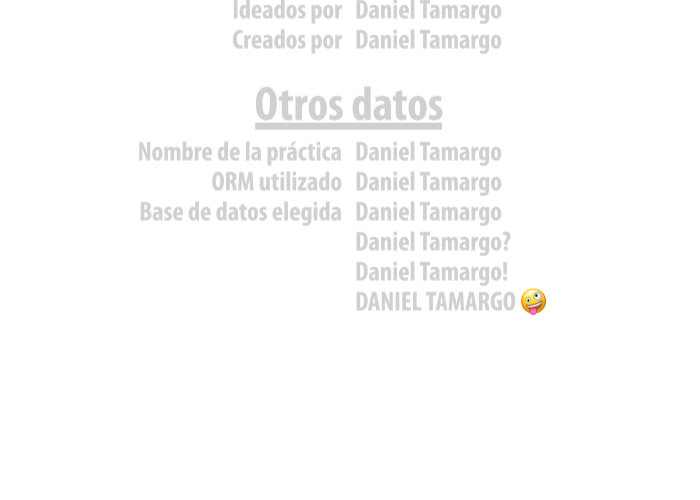 Ideados por Daniel Tamargo
Creados por Daniel Tamargo
Otros datos
Nombre de la práctica Daniel Tamargo
ORM utilizado Daniel Tamargo
Base de datos elegida Daniel Tamargo
Daniel Tamargo?
Daniel Tamargo!
DANIEL TAMARGO 🤪